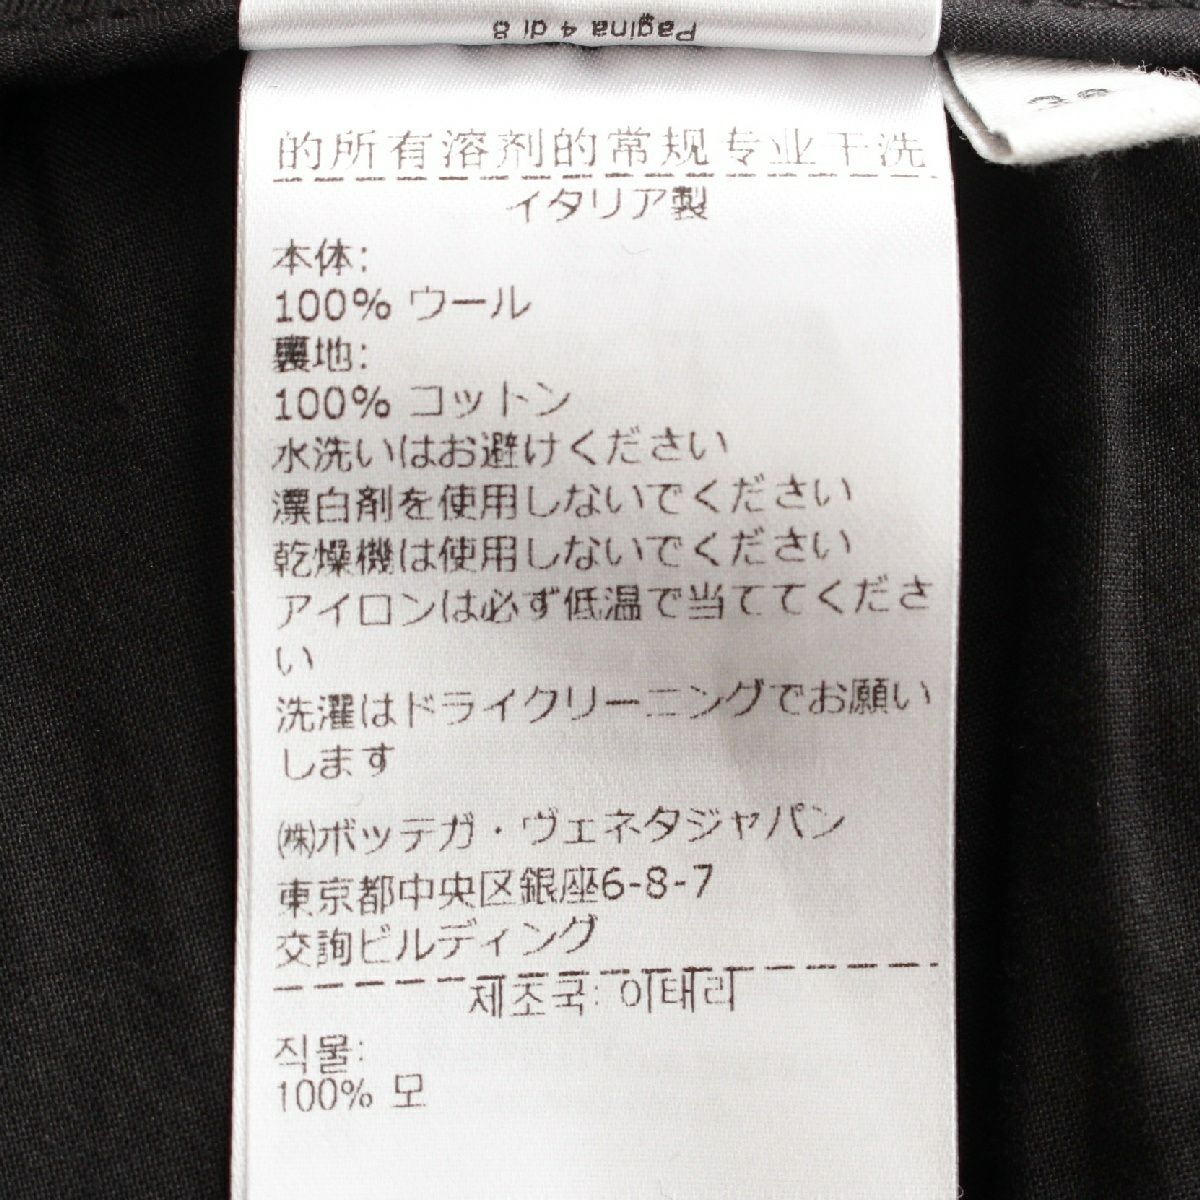 Pagina 4 di 8
38
的所有溶剂的常规专业干洗
イタリア製
本体:
100% ウール
裏地:
100% コットン
水洗いはお避けください
漂白剤を使用しないでください
乾燥機は使用しないでください
アイロンは必ず低温で当ててくださ
い
洗濯はドライクリーニングでお願い
します
㈱ボッテガ・ヴェネタジャパン
東京都中央区銀座6-8-7
交詢ビルディング
제조국: 이태리
직물:
100% 모